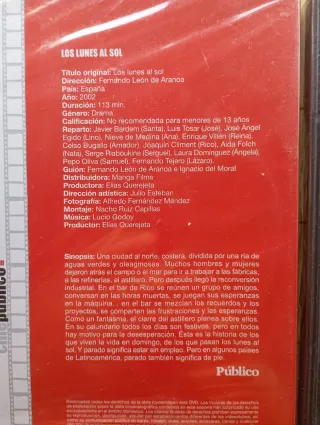 LOS LUNES AL SOL
Título original: Los lunes al sol
Dirección: Fernando León de Aranoa
País: España
Año: 2002
Duración: 113 min.
Género: Drama
Calificación: No recomendada para menores de 13 años
Reparto: Javier Bardem (Santa), Luis Tosar (José), José Ángel
Egido (Lino), Nieve de Medina (Ana), Enrique Villén (Reina),
Celso Bugallo (Amador), Joaquín Climent (Rico), Aida Folch
(Nata), Serge Riaboukine (Serguei), Laura Domínguez (Ángela),
Pepo Oliva (Samuel), Fernando Tejero (Lázaro).
Guión: Fernando León de Aranoa e Ignacio del Moral
Distribuidora: Manga Films
Productora: Elías Querejeta
Dirección artística: Julio Esteban
Fotografía: Alfredo Fernández Méndez
Montaje: Nacho Ruiz Capillas
Música: Lucio Godoy
Productor: Elías Querejeta
Sinopsis: Una ciudad al norte, costera, dividida por una ría de
aguas verdes y oleaginosas. Muchos hombres y mujeres
dejaron atrás el campo o el mar para ir a trabajar a las fábricas,
a las refinerías, al astillero. Pero después llegó la reconversión
industrial. En el bar de Rico se reúnen un grupo de amigos,
conversan en las horas muertas, se juegan sus esperanzas
en la máquina... en el bar se mezclan los recuerdos y los
proyectos, se comparten las frustraciones y las esperanzas.
Como un fantasma, el cierre del astillero planea sobre ellos.
En su calendario todos los días son festivos, pero en todos
hay motivo para la desesperación. Esta es la historia de los
que viven la vida en domingo, de los que pasan los lunes al
sol. Y parado significa estar sin empleo. Pero en algunos países
de Latinoamérica, parado también significa de pie.
Público
cinepúblico